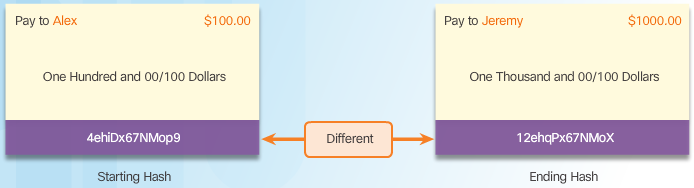 Pay to Alex $100.00
One Hundred and 00/100 Dollars
4ehiDx67NMop9
Starting Hash
Different
Pay to Jeremy $1000.00
One Thousand and 00/100 Dollars
12ehqPx67NMoX
Ending Hash